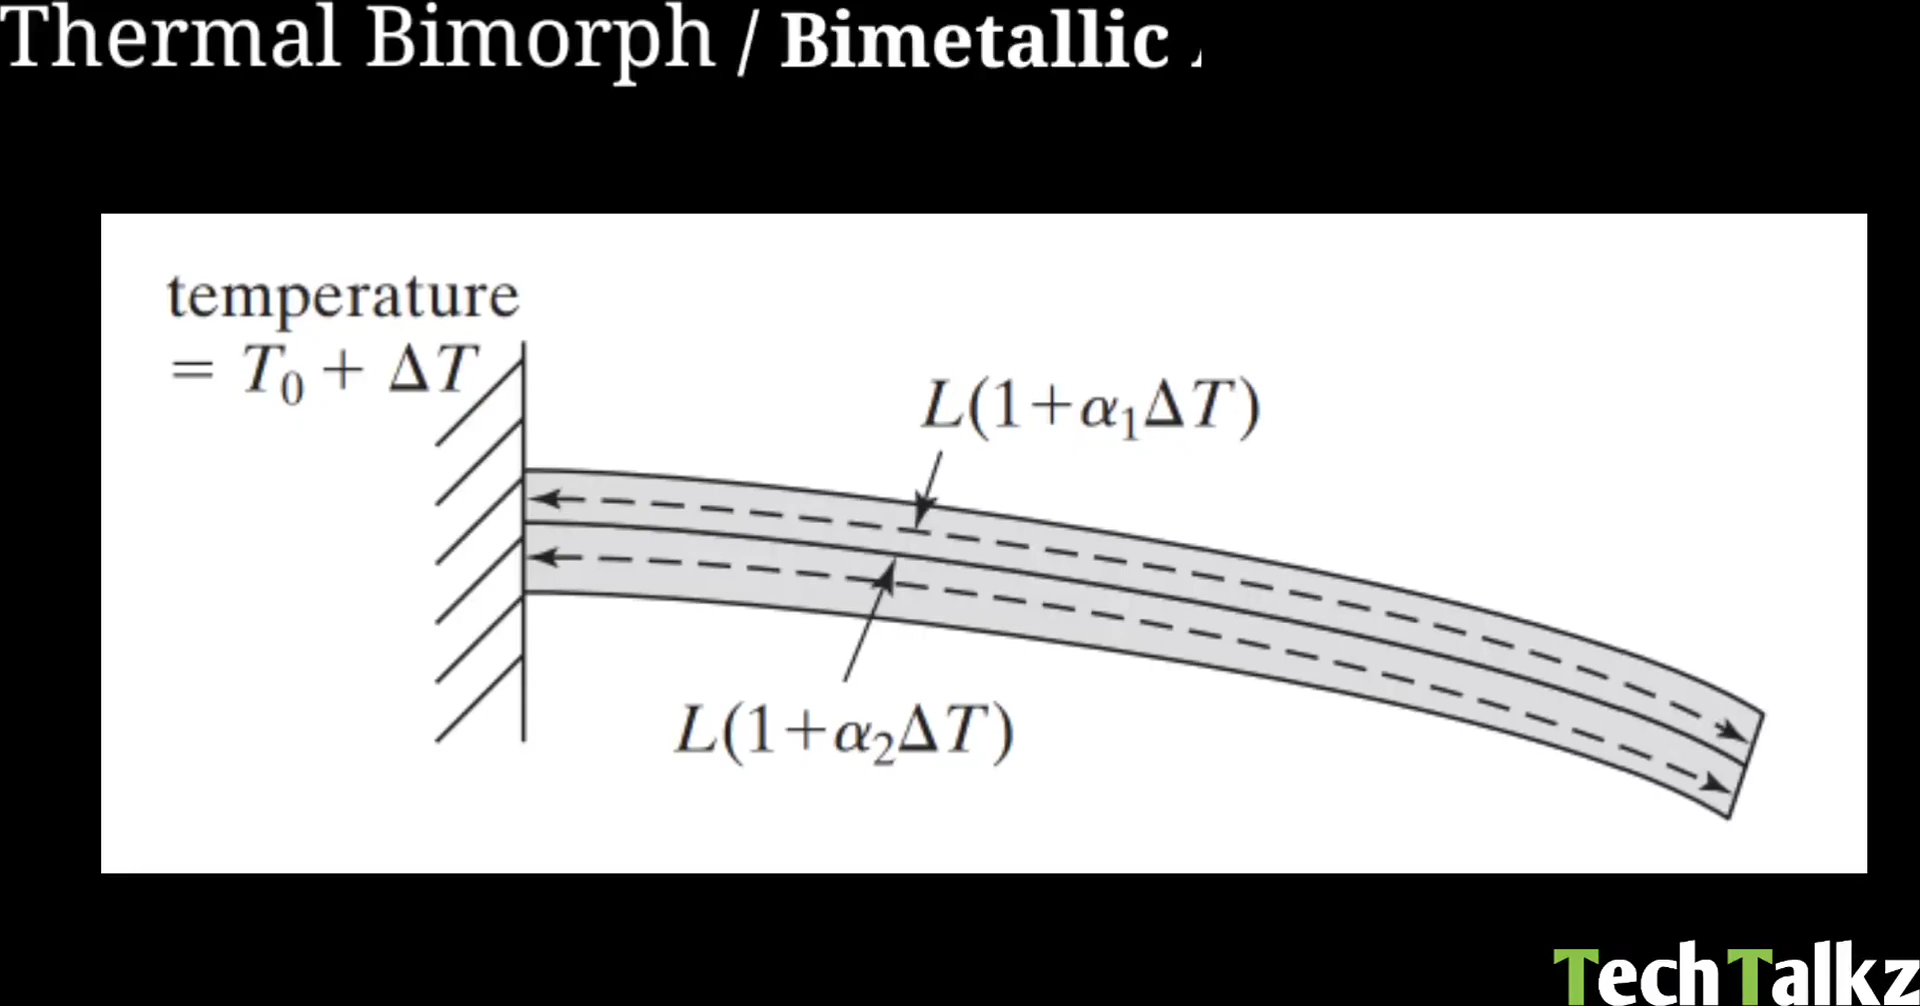 Thermal Bimorph / Bimetallic
temperature
= T₀ + ΔT
L(1+α₁ΔT)
L(1+α₂ΔT)
TechTalkz